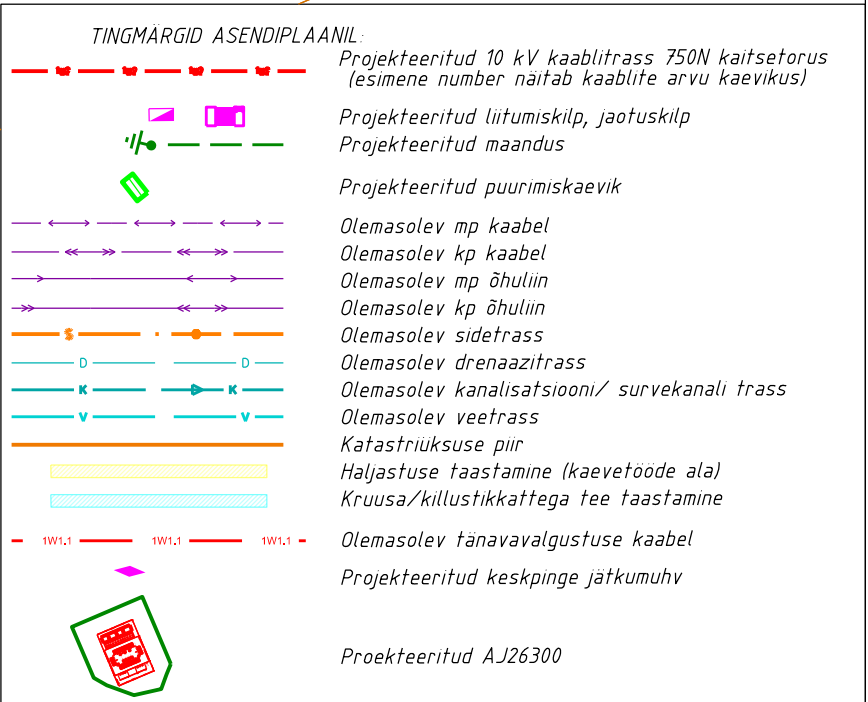 TINGMÄRGID ASENDIPLAANIL:
Projekteeritud 10 kV kaablitrass 750N kaitsetorus
(esimene number näitab kaablite arvu kaevikus)
Projekteeritud liitumiskilp, jaotuskilp
Projekteeritud maandus
Projekteeritud puurimiskaevik
Olemasolev mp kaabel
Olemasolev kp kaabel
Olemasolev mp õhuliin
Olemasolev kp õhuliin
S Olemasolev sidetrass
D D Olemasolev drenaazitrass
K K Olemasolev kanalisatsiooni/ survekanali trass
V V Olemasolev veetrass
Katastriüksuse piir
Haljastuse taastamine (kaevetööde ala)
Kruusa/killustikkattega tee taastamine
1W1.1 1W1.1 1W1.1 Olemasolev tänavavalgustuse kaabel
Projekteeritud keskpinge jätkumuhv
Proekteeritud AJ26300